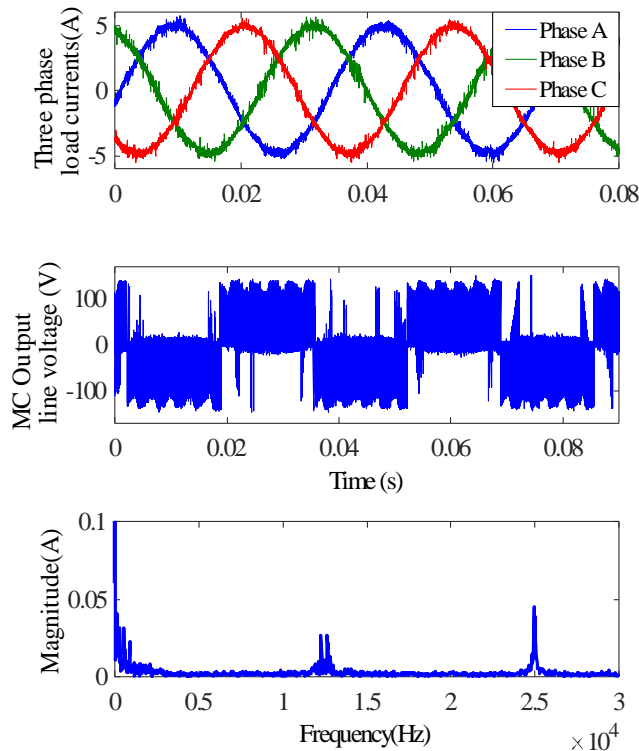 Three phase
load currents(A)
5
0
-5
Phase A
Phase B
Phase C
0
0.02
0.04
0.06
0.08
MC Output
line voltage (V)
100
0
-100
0
0.02
0.04
0.06
0.08
Time (s)
Magnitude(A)
0.1
0.05
0
0
0.5
1
1.5
2
2.5
3
Frequency(Hz)
×10⁴